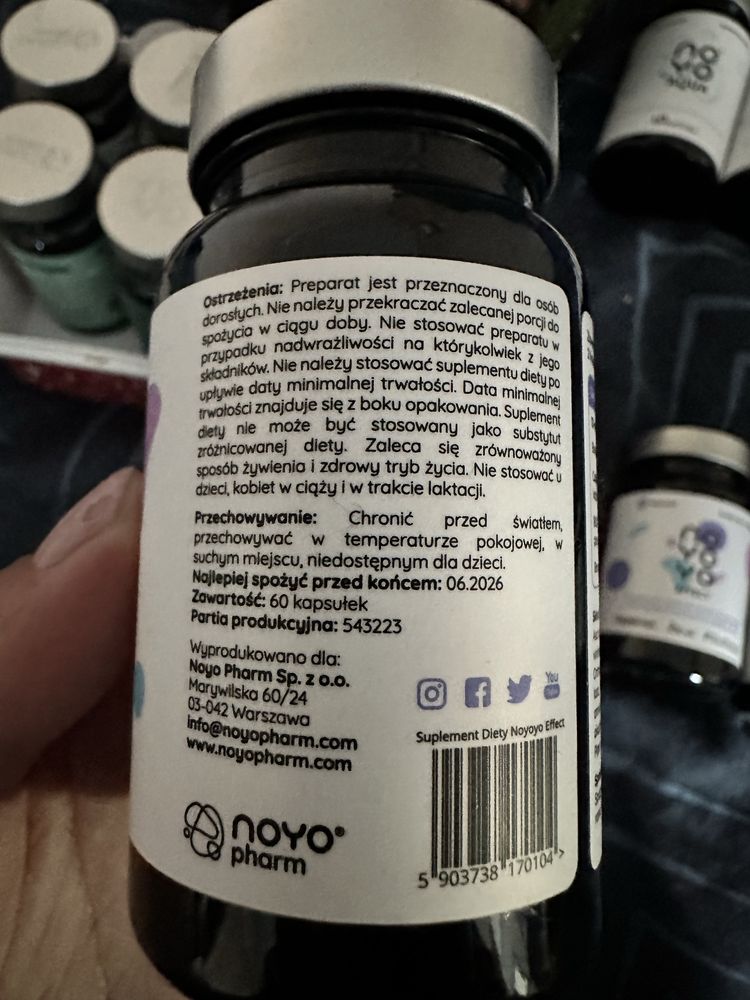 Ostrzeżenia: Preparat jest przeznaczony dla osób
dorosłych. Nie należy przekraczać zalecanej porcji do
spożycia w ciągu doby. Nie stosować preparatu w
przypadku nadwrażliwości na którykolwiek z jego
składników. Nie należy stosować suplementu diety po
upływie daty minimalnej trwałości. Data minimalnej
trwałości znajduje się z boku opakowania. Suplement
diety nie może być stosowany jako substytut
zróżnicowanej diety. Zaleca się zrównoważony
sposób żywienia i zdrowy tryb życia. Nie stosować u
dzieci, kobiet w ciąży i w trakcie laktacji.
Przechowywanie: Chronić przed światłem,
przechowywać w temperaturze pokojowej, w
suchym miejscu, niedostępnym dla dzieci.
Najlepiej spożyć przed końcem: 06.2026
Zawartość: 60 kapsułek
Partia produkcyjna: 543223
Wyprodukowano dla:
Noyo Pharm Sp. z o.o.
Marywilska 60/24
03-042 Warszawa
info@noyopharm.com
www.noyopharm.com
You
Suplement Diety Noyoyo Effect
noyo®
pharm
5 903738 170104 >